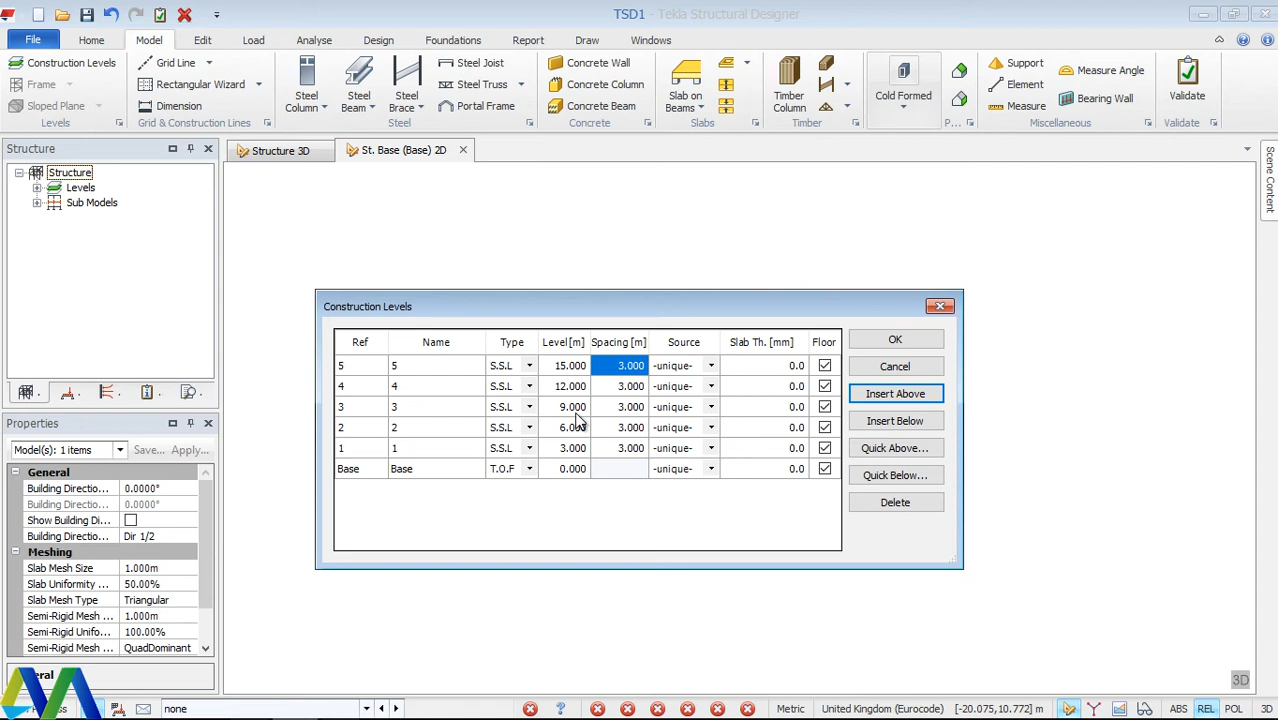 TSD1 - Tekla Structural Designer
File Home Model Edit Load Analyse Design Foundations Report Draw Windows
Construction Levels Grid Line Steel Joist Concrete Wall Support Measure Angle
Frame Rectangular Wizard Steel Truss Concrete Column Element Bearing Wall
Sloped Plane Dimension Portal Frame Concrete Beam Measure
Steel Column Steel Beam Steel Brace Slab on Beams Timber Column Cold Formed Validate
Levels Grid & Construction Lines Steel Concrete Slabs Timber P... Miscellaneous Validate
Structure Structure 3D St. Base (Base) 2D
Scene Content
Structure
Levels
Sub Models
Construction Levels
Ref Name Type Level [m] Spacing [m] Source Slab Th. [mm] Floor
5 5 S.S.L 15.000 3.000 -unique- 0.0
4 4 S.S.L 12.000 3.000 -unique- 0.0
3 3 S.S.L 9.000 3.000 -unique- 0.0
2 2 S.S.L 3.000 -unique- 0.0
1 1 S.S.L 3.000 3.000 -unique- 0.0
Base Base T.O.F 0.000 -unique- 0.0
OK
Cancel
Insert Above
Insert Below
Quick Above...
Quick Below...
Delete
Properties
Model(s): 1 items Save... Apply...
General
Building Directio... 0.0000°
Building Directio... 0.0000°
Show Building Di...
Building Directio... Dir 1/2
Meshing
Slab Mesh Size 1.000m
Slab Uniformity ... 50.00%
Slab Mesh Type Triangular
Semi-Rigid Mesh ... 1.000m
Semi-Rigid Unifo... 100.00%
Semi-Rigid Mesh ... QuadDominant
3D
none Metric United Kingdom (Eurocode) [-20.075,10.772] m ABS REL POL 3D